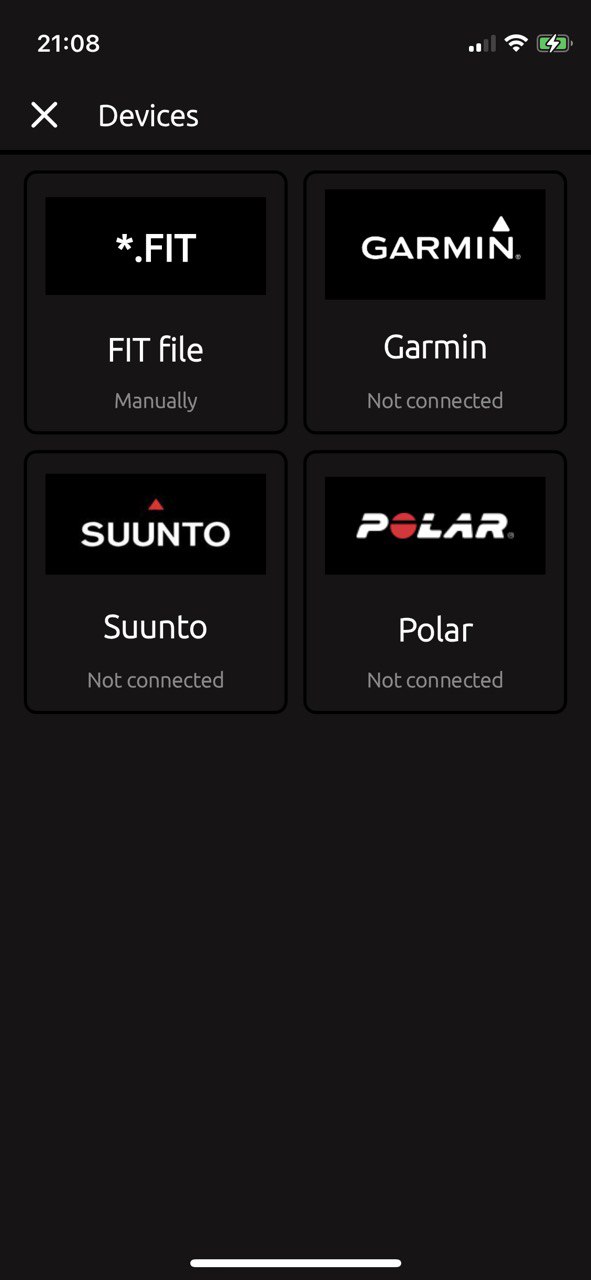 21:08
Devices
*.FIT
FIT file
Manually
GARMIN®
Garmin
Not connected
SUUNTO
Suunto
Not connected
POLAR®
Polar
Not connected